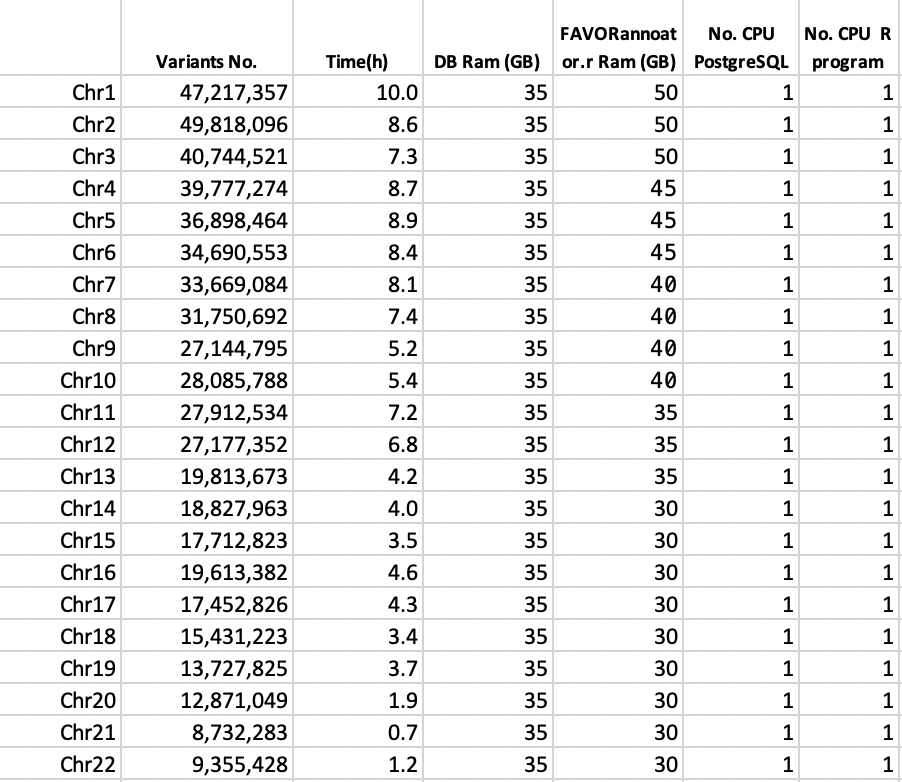 Variants No. Time(h) DB Ram (GB) FAVORannoat or.r Ram (GB) No. CPU PostgreSQL No. CPU R program
Chr1 47,217,357 10.0 35 50 1 1
Chr2 49,818,096 8.6 35 50 1 1
Chr3 40,744,521 7.3 35 50 1 1
Chr4 39,777,274 8.7 35 45 1 1
Chr5 36,898,464 8.9 35 45 1 1
Chr6 34,690,553 8.4 35 45 1 1
Chr7 33,669,084 8.1 35 40 1 1
Chr8 31,750,692 7.4 35 40 1 1
Chr9 27,144,795 5.2 35 40 1 1
Chr10 28,085,788 5.4 35 40 1 1
Chr11 27,912,534 7.2 35 35 1 1
Chr12 27,177,352 6.8 35 35 1 1
Chr13 19,813,673 4.2 35 35 1 1
Chr14 18,827,963 4.0 35 30 1 1
Chr15 17,712,823 3.5 35 30 1 1
Chr16 19,613,382 4.6 35 30 1 1
Chr17 17,452,826 4.3 35 30 1 1
Chr18 15,431,223 3.4 35 30 1 1
Chr19 13,727,825 3.7 35 30 1 1
Chr20 12,871,049 1.9 35 30 1 1
Chr21 8,732,283 0.7 35 30 1 1
Chr22 9,355,428 1.2 35 30 1 1